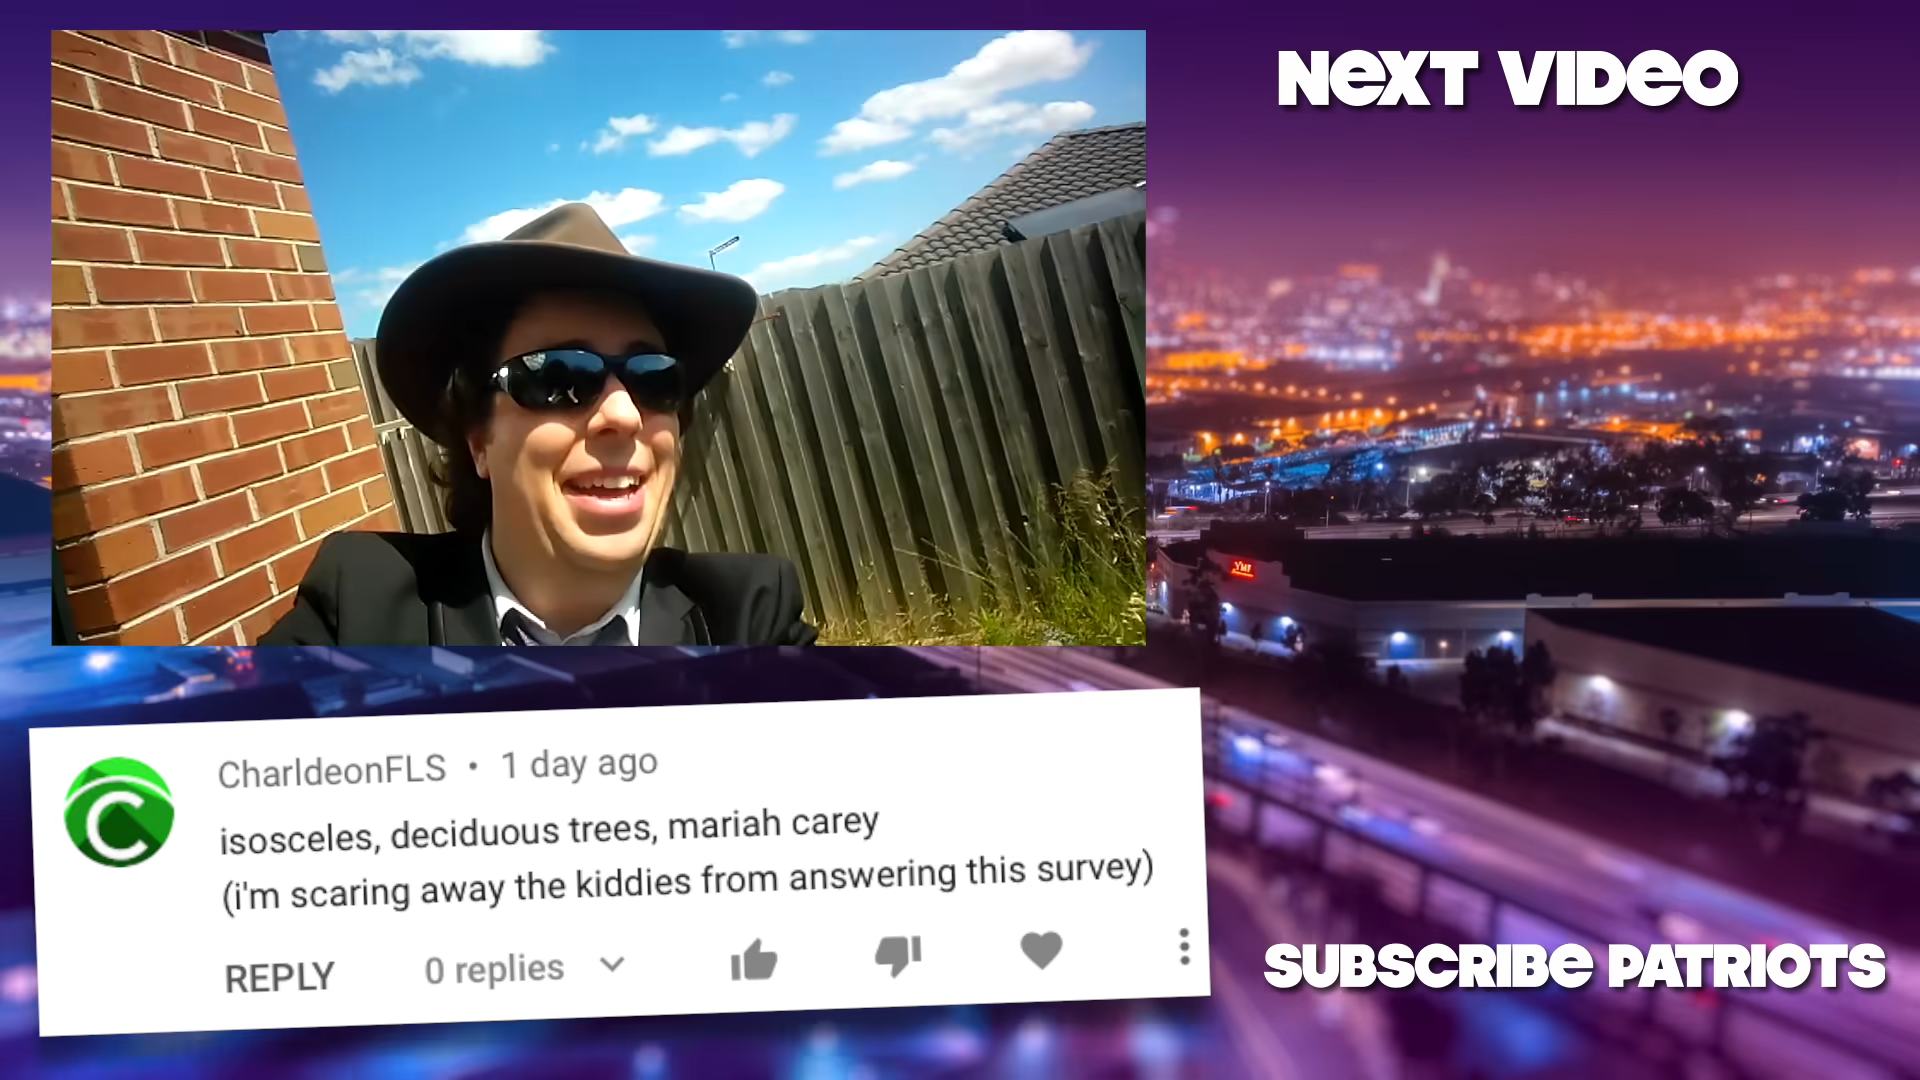 NeXT VIDeO
CharldeonFLS • 1 day ago
isosceles, deciduous trees, mariah carey
(i'm scaring away the kiddies from answering this survey)
REPLY 0 replies
SUBSCRIBe PATRIOTS